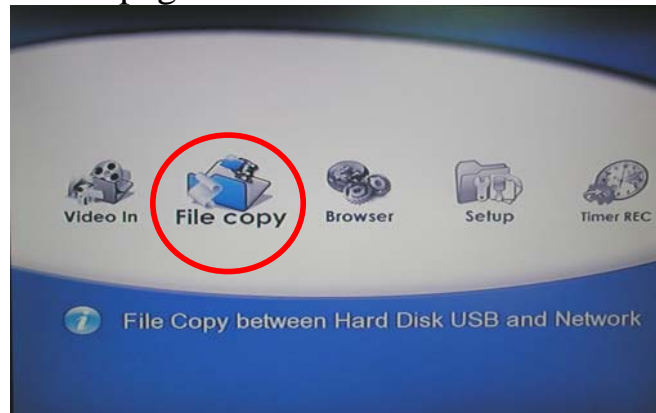 Video In
File copy
Browser
Setup
Timer REC
File Copy between Hard Disk USB and Network